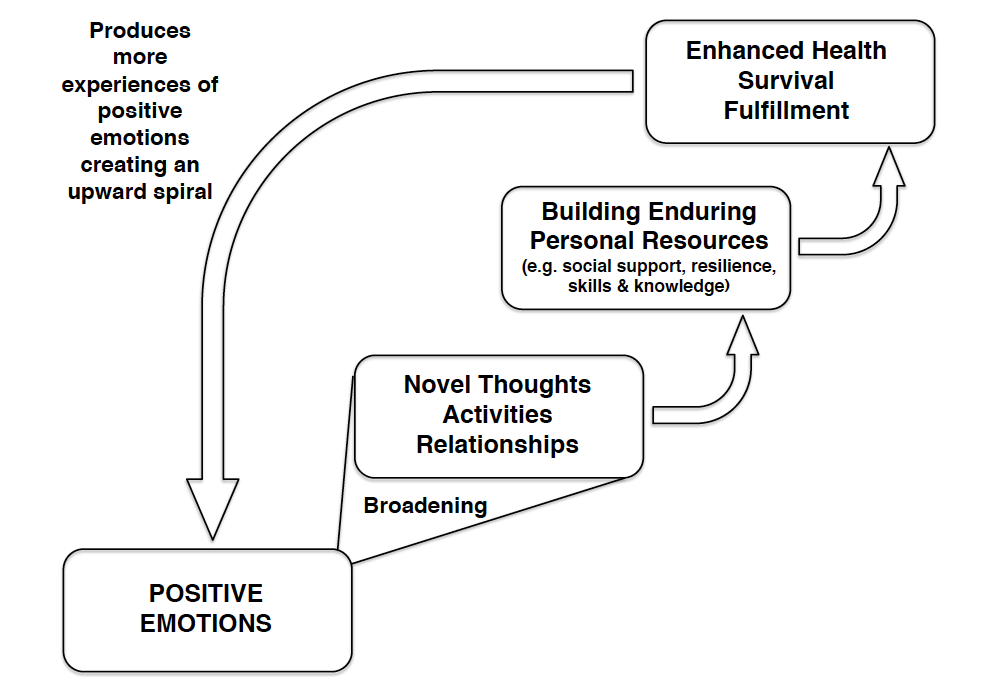 Produces
more
experiences of
positive
emotions
creating an
upward spiral
Enhanced Health
Survival
Fulfillment
Building Enduring
Personal Resources
(e.g. social support, resilience,
skills & knowledge)
Novel Thoughts
Activities
Relationships
Broadening
POSITIVE
EMOTIONS